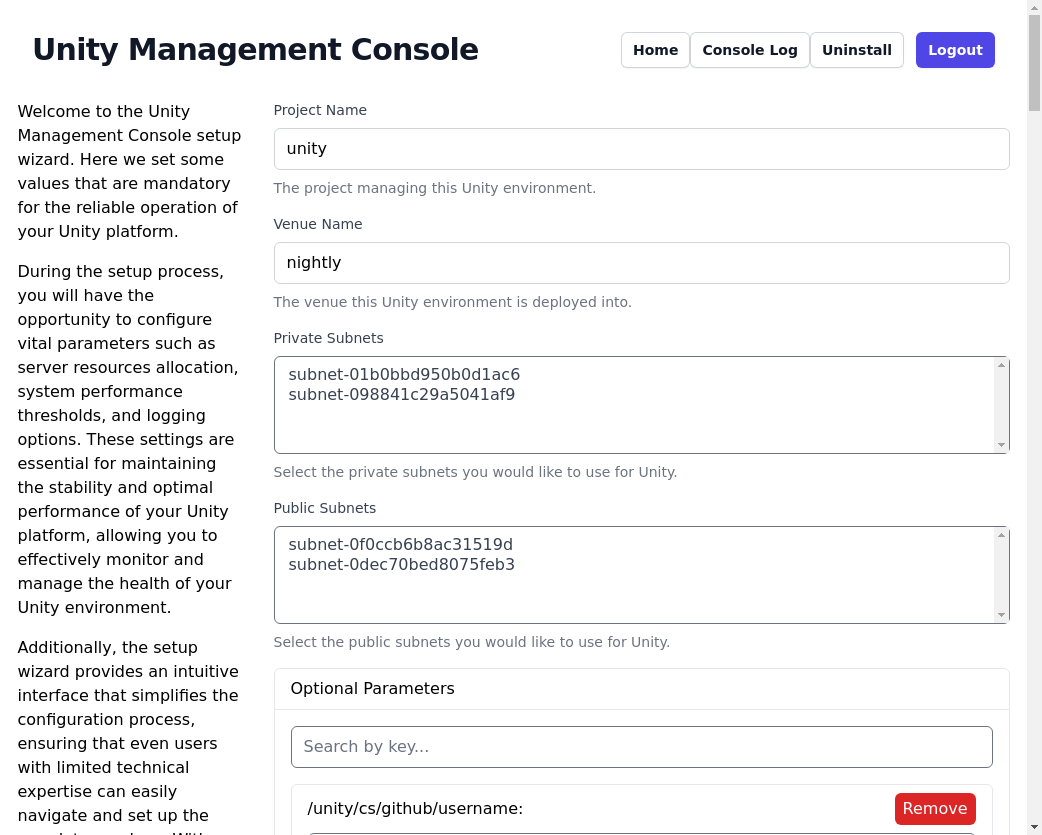 Unity Management Console
Home
Console Log
Uninstall
Logout
Welcome to the Unity
Management Console setup
wizard. Here we set some
values that are mandatory
for the reliable operation of
your Unity platform.
During the setup process,
you will have the
opportunity to configure
vital parameters such as
server resources allocation,
system performance
thresholds, and logging
options. These settings are
essential for maintaining
the stability and optimal
performance of your Unity
platform, allowing you to
effectively monitor and
manage the health of your
Unity environment.
Additionally, the setup
wizard provides an intuitive
interface that simplifies the
configuration process,
ensuring that even users
with limited technical
expertise can easily
navigate and set up the
Project Name
unity
The project managing this Unity environment.
Venue Name
nightly
The venue this Unity environment is deployed into.
Private Subnets
subnet-01b0bbd950b0d1ac6
subnet-098841c29a5041af9
Select the private subnets you would like to use for Unity.
Public Subnets
subnet-0f0ccb6b8ac31519d
subnet-0dec70bed8075feb3
Select the public subnets you would like to use for Unity.
Optional Parameters
Search by key...
/unity/cs/github/username:
Remove